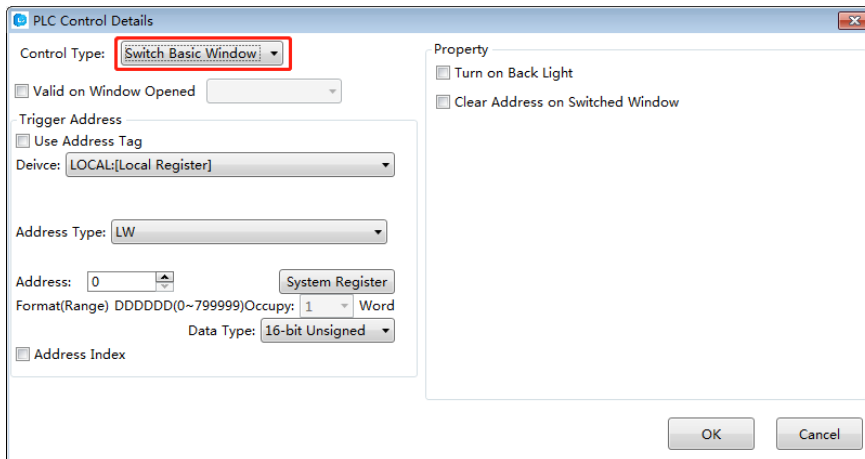 PLC Control Details
Control Type: Switch Basic Window
Valid on Window Opened
Trigger Address
Use Address Tag
Deivce: LOCAL:[Local Register]
Address Type: LW
Address: 0 System Register
Format(Range) DDDDDD(0~799999)Occupy: 1 Word
Data Type: 16-bit Unsigned
Address Index
Property
Turn on Back Light
Clear Address on Switched Window
OK Cancel